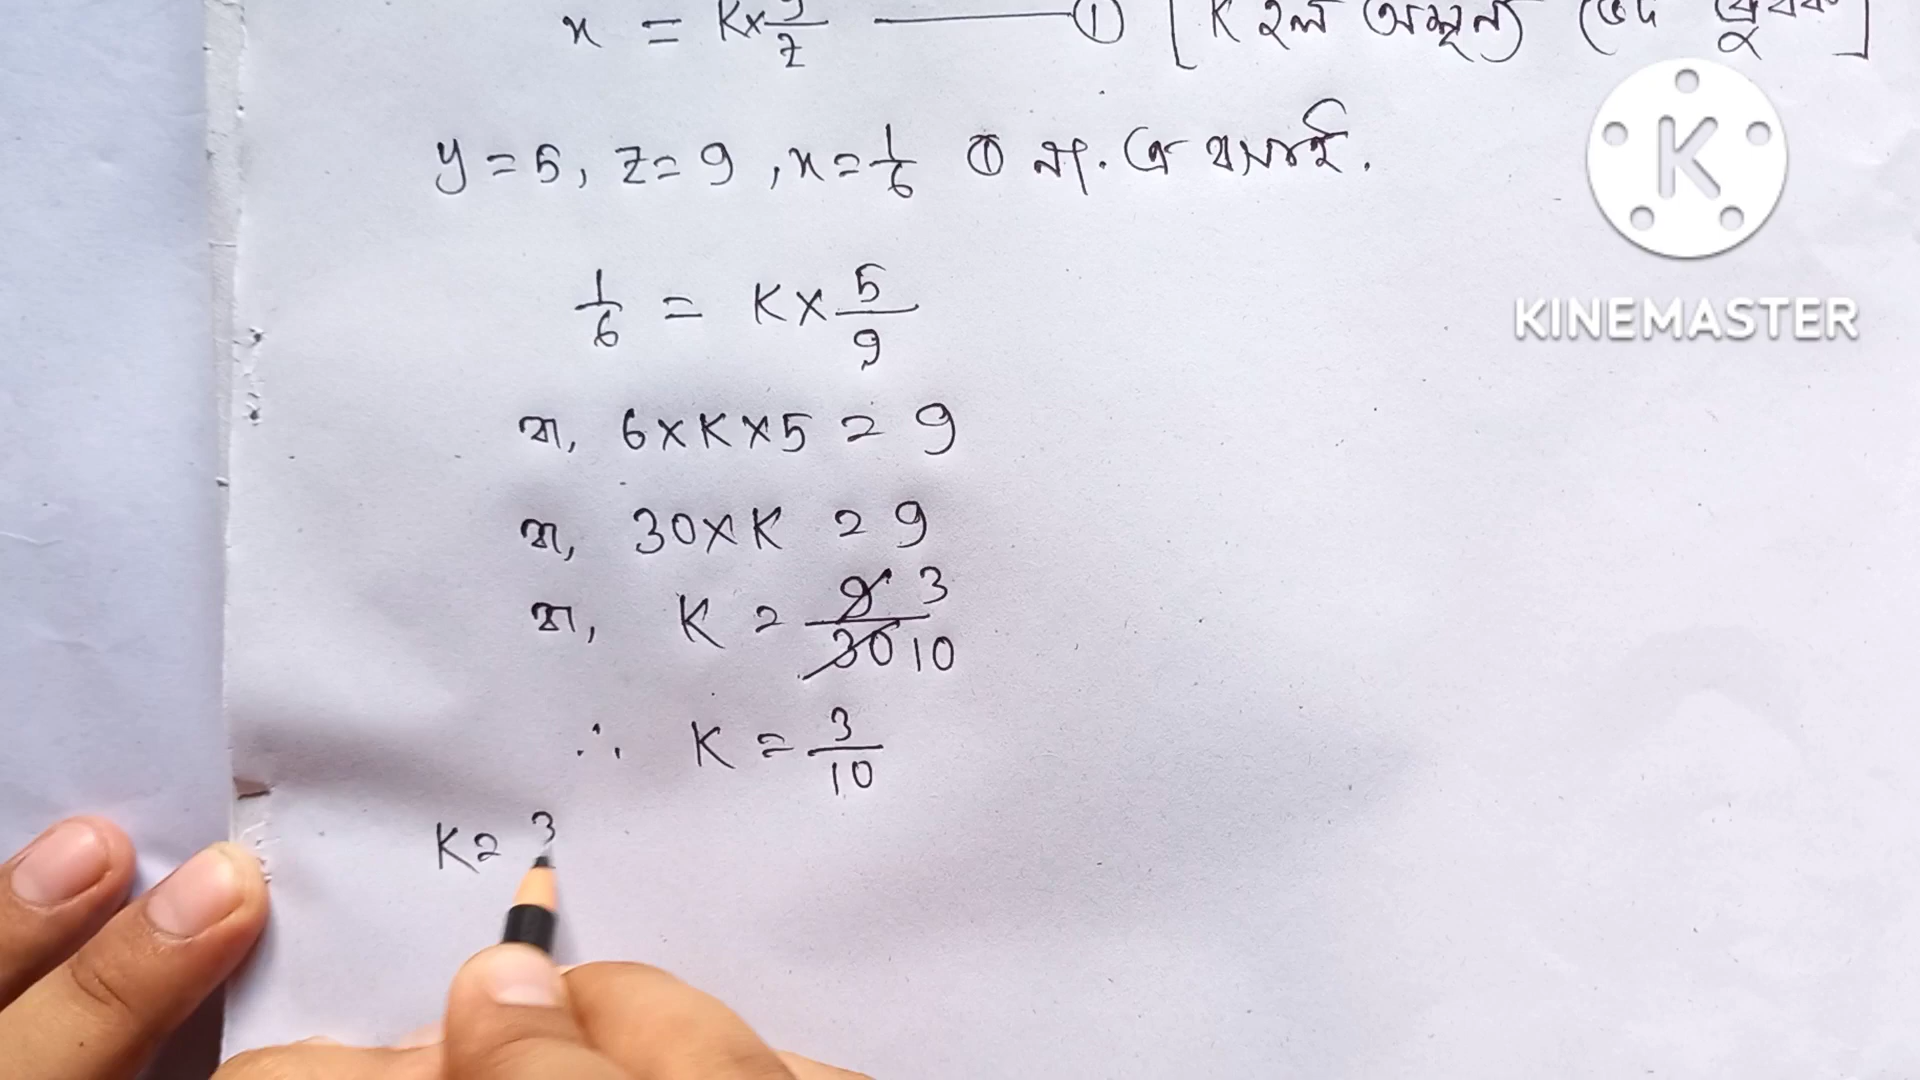 x = K×y/z ———— ① [K হল অশূন্য ভেদ ধ্রুবক]
y = 5, z = 9, x = 1/6 ① নং. এ বসাই.
K
KINEMASTER
1/6 = K×5/9
বা, 6×K×5 = 9
বা, 30×K = 9
বা, K = 9/30 3/10
∴ K = 3/10
K = 3